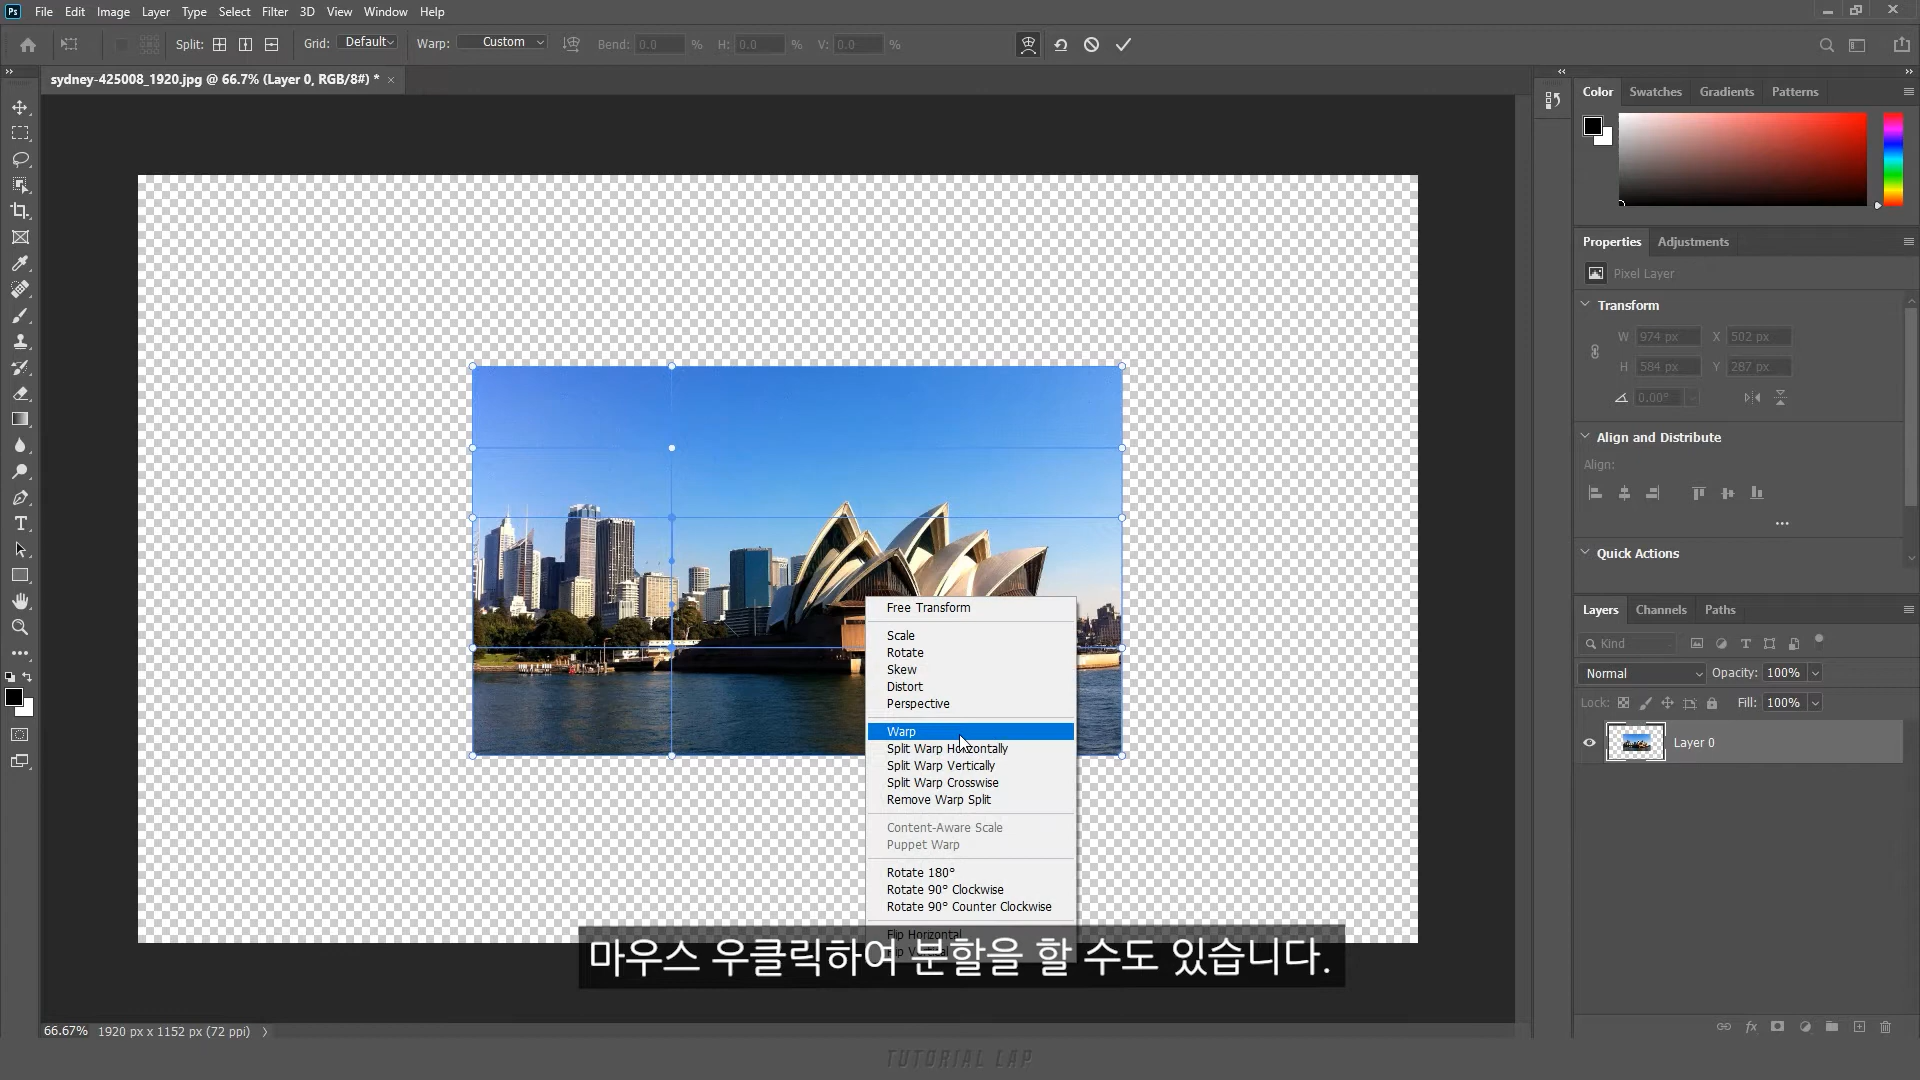 Ps File Edit Image Layer Type Select Filter 3D View Window Help
Split: Grid: Default Warp: Custom Bend: 0.0 % H: 0.0 % V: 0.0 %
sydney-425008_1920.jpg @ 66.7% (Layer 0, RGB/8#) * ×
Color Swatches Gradients Patterns
Properties Adjustments
Pixel Layer
Transform
W 974 px X 502 px
H 584 px Y 287 px
0.00°
Align and Distribute
Align:
Quick Actions
Layers Channels Paths
Kind
Normal Opacity: 100%
Lock: Fill: 100%
Layer 0
Free Transform
Scale
Rotate
Skew
Distort
Perspective
Warp
Split Warp Horizontally
Split Warp Vertically
Split Warp Crosswise
Remove Warp Split
Content-Aware Scale
Puppet Warp
Rotate 180°
Rotate 90° Clockwise
Rotate 90° Counter Clockwise
Flip Horizontal
Flip Vertical
마우스 우클릭하여 분할을 할 수도 있습니다.
66.67% 1920 px x 1152 px (72 ppi)
TUTORIAL LAP